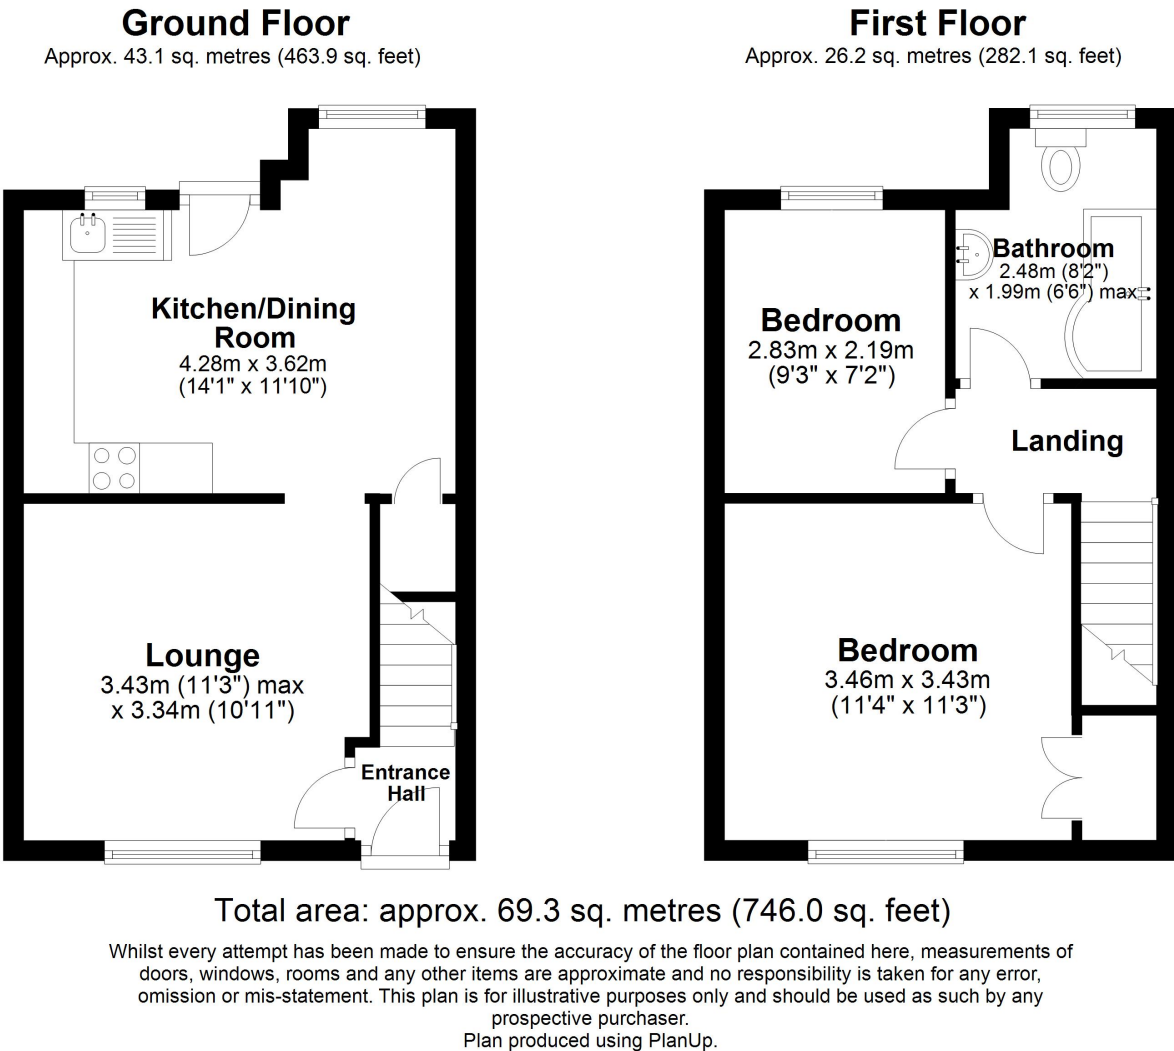 Ground Floor
Approx. 43.1 sq. metres (463.9 sq. feet)
Kitchen/Dining
Room
4.28m x 3.62m
(14'1" x 11'10")
Lounge
3.43m (11'3") max
x 3.34m (10'11")
Entrance
Hall
First Floor
Approx. 26.2 sq. metres (282.1 sq. feet)
Bathroom
2.48m (8'2")
x 1.99m (6'6") max
Bedroom
2.83m x 2.19m
(9'3" x 7'2")
Landing
Bedroom
3.46m x 3.43m
(11'4" x 11'3")
Total area: approx. 69.3 sq. metres (746.0 sq. feet)
Whilst every attempt has been made to ensure the accuracy of the floor plan contained here, measurements of
doors, windows, rooms and any other items are approximate and no responsibility is taken for any error,
omission or mis-statement. This plan is for illustrative purposes only and should be used as such by any
prospective purchaser.
Plan produced using PlanUp.